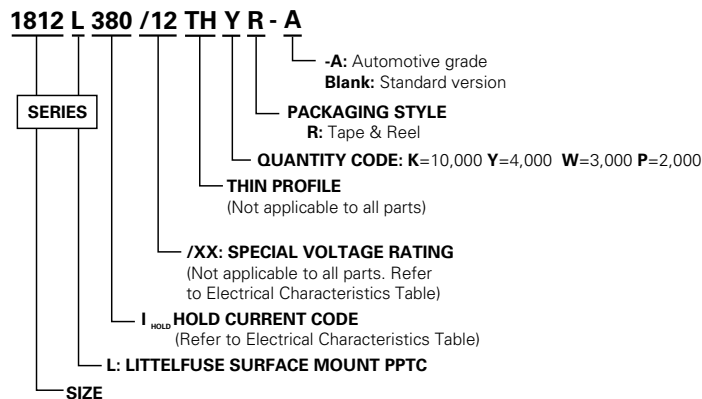 1812 L 380 /12 TH Y R - A
-A: Automotive grade
Blank: Standard version
SERIES
PACKAGING STYLE
R: Tape & Reel
QUANTITY CODE: K=10,000 Y=4,000 W=3,000 P=2,000
THIN PROFILE
(Not applicable to all parts)
/XX: SPECIAL VOLTAGE RATING
(Not applicable to all parts. Refer
to Electrical Characteristics Table)
I HOLD HOLD CURRENT CODE
(Refer to Electrical Characteristics Table)
L: LITTELFUSE SURFACE MOUNT PPTC
SIZE